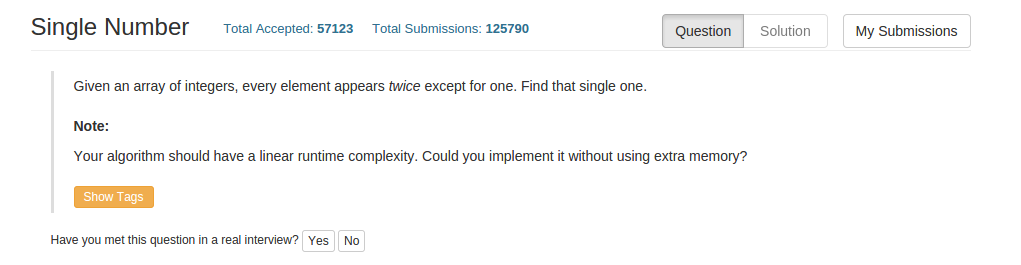 Single Number Total Accepted: 57123 Total Submissions: 125790 Question Solution My Submissions
Given an array of integers, every element appears twice except for one. Find that single one.
Note:
Your algorithm should have a linear runtime complexity. Could you implement it without using extra memory?
Show Tags
Have you met this question in a real interview? Yes No